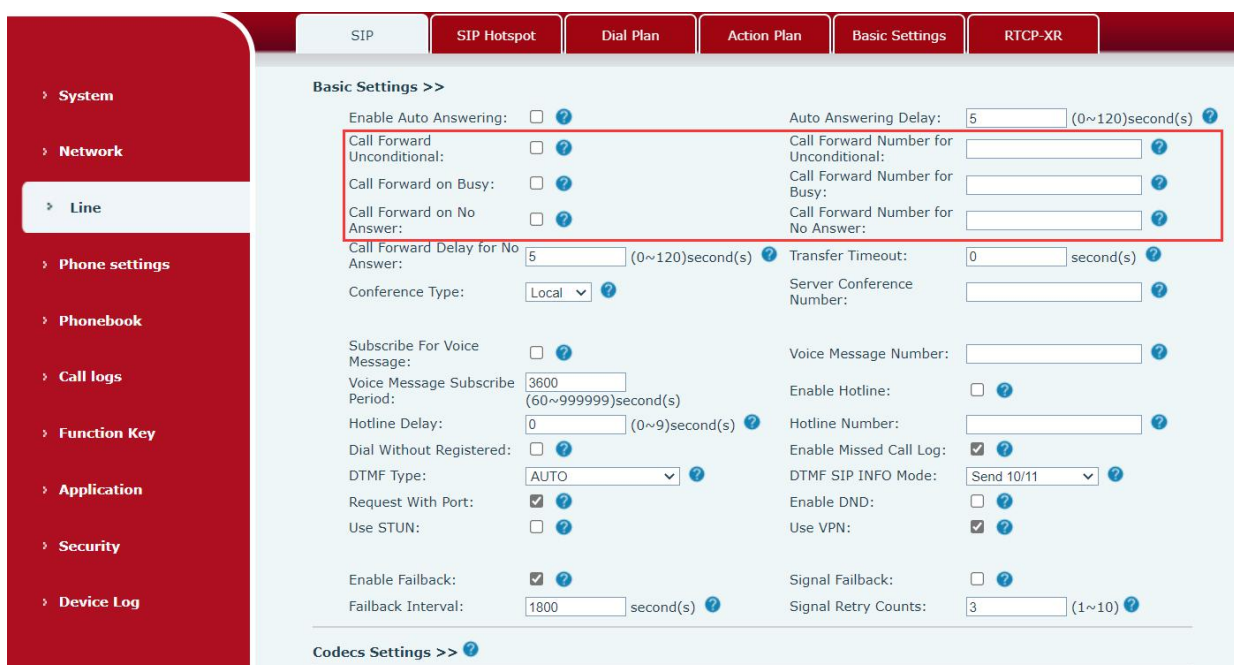 SIP
SIP Hotspot
Dial Plan
Action Plan
Basic Settings
RTCP-XR
System
Network
Line
Phone settings
Phonebook
Call logs
Function Key
Application
Security
Device Log
Basic Settings >>
Enable Auto Answering: ?
Auto Answering Delay: 5 (0~120)second(s) ?
Call Forward
Unconditional: ?
Call Forward Number for
Unconditional: ?
Call Forward on Busy: ?
Call Forward Number for
Busy: ?
Call Forward on No
Answer: ?
Call Forward Number for
No Answer: ?
Call Forward Delay for No
Answer: 5 (0~120)second(s) ?
Transfer Timeout: 0 second(s) ?
Conference Type: Local ?
Server Conference
Number: ?
Subscribe For Voice
Message: ?
Voice Message Number: ?
Voice Message Subscribe
Period: 3600
(60~999999)second(s)
Enable Hotline: ?
Hotline Delay: 0 (0~9)second(s) ?
Hotline Number: ?
Dial Without Registered: ?
Enable Missed Call Log: ?
DTMF Type: AUTO ?
DTMF SIP INFO Mode: Send 10/11 ?
Request With Port: ?
Enable DND: ?
Use STUN: ?
Use VPN: ?
Enable Failback: ?
Signal Failback: ?
Failback Interval: 1800 second(s) ?
Signal Retry Counts: 3 (1~10) ?
Codecs Settings >> ?